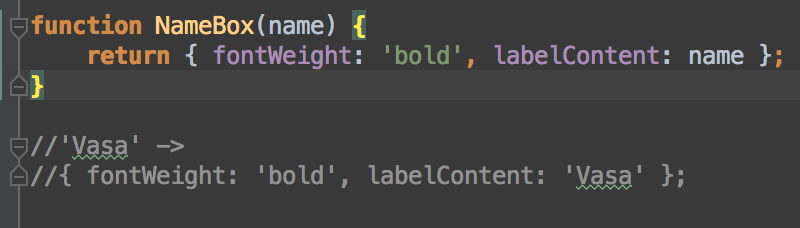 function NameBox(name) {
    return { fontWeight: 'bold', labelContent: name };
}
//'Vasa' ->
//{ fontWeight: 'bold', labelContent: 'Vasa' };